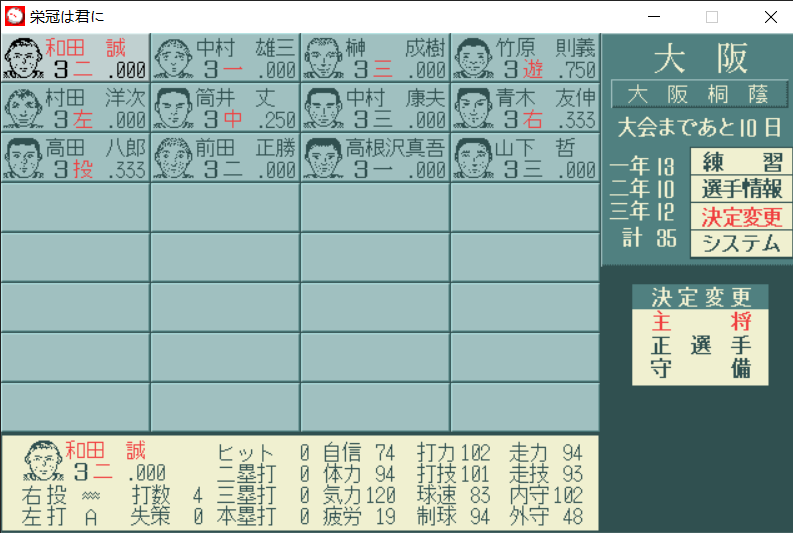 栄冠は君に
和田　誠
3 二 .000
中村　雄三
3 一 .000
榊　成樹
3 三 .000
竹原　則義
3 遊 .750
村田　洋次
3 左 .000
筒井　丈
3 中 .250
中村　康夫
3 三 .000
青木　友伸
3 右 .333
高田　八郎
3 投 .333
前田　正勝
3 二 .000
高根沢真吾
3 一 .000
山下　哲
3 三 .000
大阪
大阪桐蔭
大会まであと10日
一年 13
二年 10
三年 12
計 35
練習
選手情報
決定変更
システム
決定変更
主将
正選手
守備
和田　誠
3 二 .000
右投 打数 4
左打 A 失策 0
ヒット 0 自信 74 打力 102 走力 94
二塁打 0 体力 94 打技 101 走技 93
三塁打 0 気力 120 球速 83 内守 102
本塁打 0 疲労 19 制球 94 外守 48